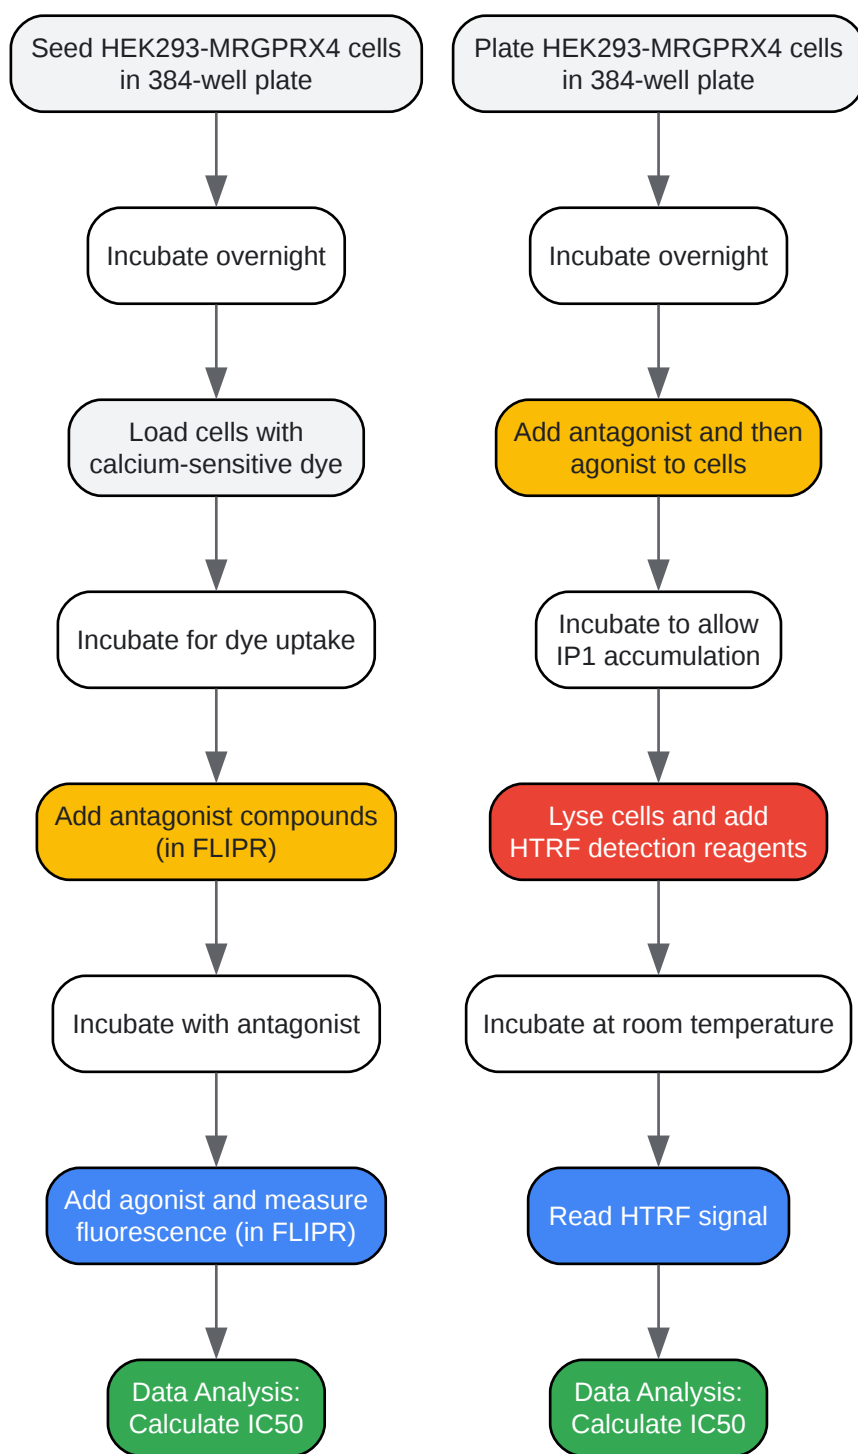 Seed HEK293-MRGPRX4 cells
in 384-well plate
Incubate overnight
Load cells with
calcium-sensitive dye
Incubate for dye uptake
Add antagonist compounds
(in FLIPR)
Incubate with antagonist
Add agonist and measure
fluorescence (in FLIPR)
Data Analysis:
Calculate IC50
Plate HEK293-MRGPRX4 cells
in 384-well plate
Incubate overnight
Add antagonist and then
agonist to cells
Incubate to allow
IP1 accumulation
Lyse cells and add
HTRF detection reagents
Incubate at room temperature
Read HTRF signal
Data Analysis:
Calculate IC50